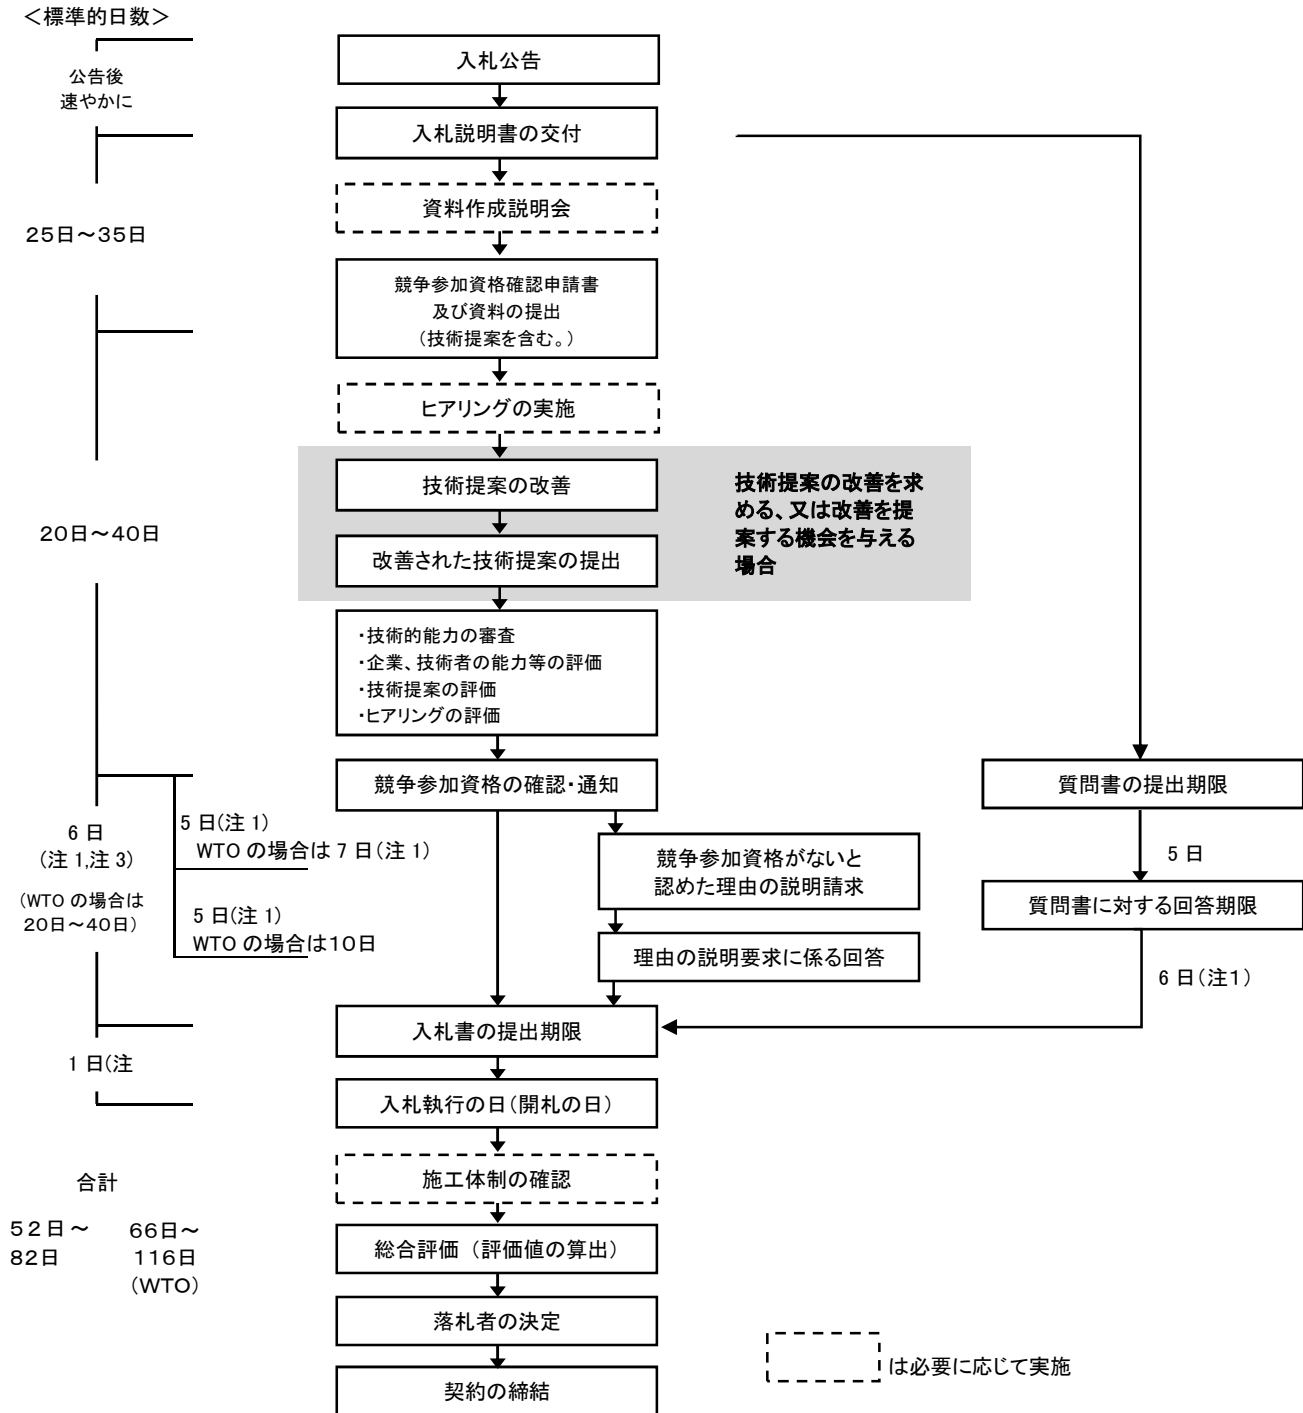 ＜標準的日数＞
入札公告
公告後
速やかに
入札説明書の交付
資料作成説明会
25日～35日
競争参加資格確認申請書
及び資料の提出
（技術提案を含む。）
ヒアリングの実施
技術提案の改善
改善された技術提案の提出
技術提案の改善を求
める、又は改善を提
案する機会を与える
場合
20日～40日
・技術的能力の審査
・企業、技術者の能力等の評価
・技術提案の評価
・ヒアリングの評価
競争参加資格の確認・通知
質問書の提出期限
6 日
(注 1,注 3)
(WTO の場合は
20日～40日)
5 日(注 1)
WTO の場合は 7 日(注 1)
5 日(注 1)
WTO の場合は10日
競争参加資格がないと
認めた理由の説明請求
理由の説明要求に係る回答
5 日
質問書に対する回答期限
6 日(注1)
入札書の提出期限
1 日(注
入札執行の日(開札の日)
施工体制の確認
合計
52日～
82日
66日～
116日
(WTO)
総合評価 (評価値の算出)
落札者の決定
契約の締結
は必要に応じて実施